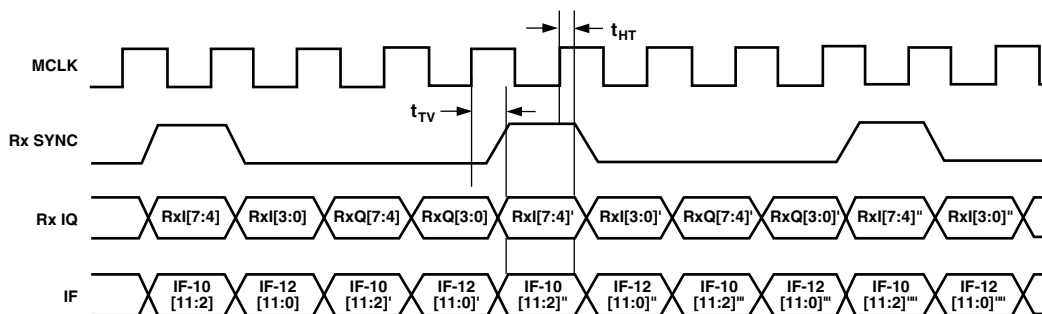 t_HT
MCLK
t_TV
Rx SYNC
Rx IQ RxI[7:4] RxI[3:0] RxQ[7:4] RxQ[3:0] RxI[7:4]' RxI[3:0]' RxQ[7:4]' RxQ[3:0]' RxI[7:4]" RxI[3:0]"
IF-10 IF-12 IF-10 IF-12 IF-10 IF-12 IF-10 IF-12 IF-10 IF-12
IF [11:2] [11:0] [11:2]' [11:0]' [11:2]" [11:0]" [11:2]"' [11:0]"' [11:2]"" [11:0]""